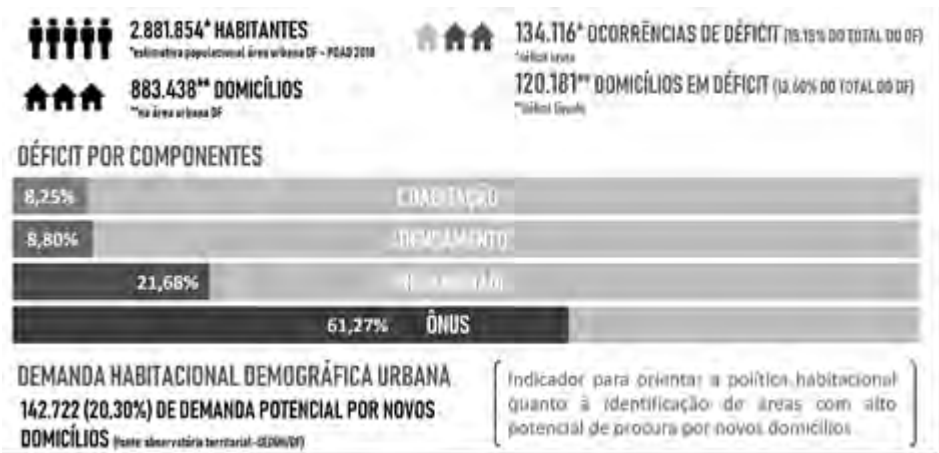 2.881.854* HABITANTES
*estimativa populacional área urbana DF - PDAD 2018
883.438** DOMICÍLIOS
**na área urbana DF
134.116* OCORRÊNCIAS DE DÉFICIT (15.18% DO TOTAL DO DF)
*déficit bruto
120.181** DOMICÍLIOS EM DÉFICIT (13.60% DO TOTAL DO DF)
**déficit líquido
DÉFICIT POR COMPONENTES
8,25% COABITAÇÃO
8,80% ADENSAMENTO
21,68%
61,27% ÔNUS
DEMANDA HABITACIONAL DEMOGRÁFICA URBANA
142.722 (20,30%) DE DEMANDA POTENCIAL POR NOVOS
DOMICÍLIOS (fonte observatório territorial-SEDUH/DF)
Indicador para orientar a política habitacional
quanto à identificação de áreas com alto
potencial de procura por novos domicílios